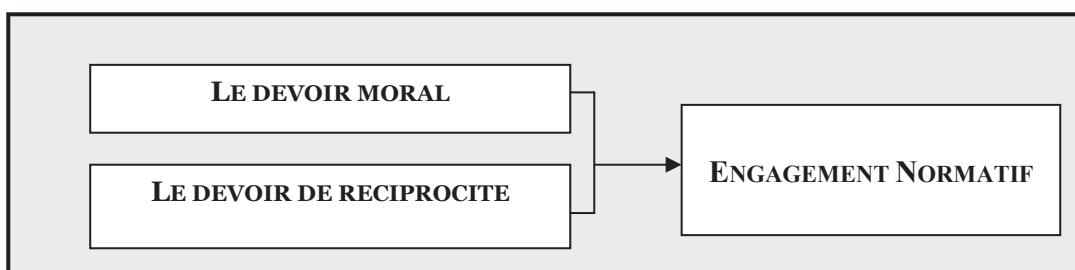 LE DEVOIR MORAL
LE DEVOIR DE RECIPROCITE
ENGAGEMENT NORMATIF